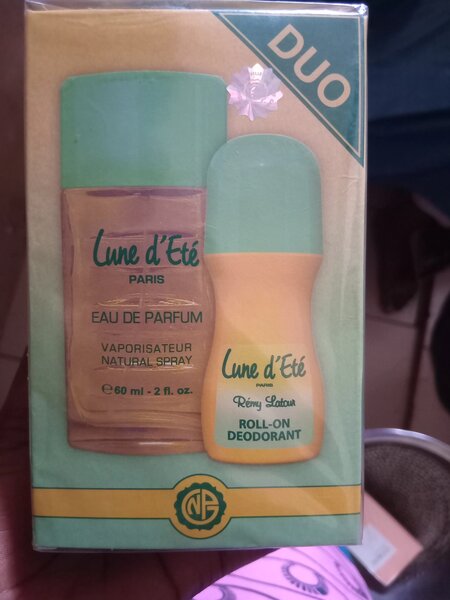 DUO
Lune d'Eté
PARIS
EAU DE PARFUM
VAPORISATEUR
NATURAL SPRAY
℮60 ml - 2 fl. oz.
Lune d'Eté
PARIS
Rémy Latour
ROLL-ON
DEODORANT